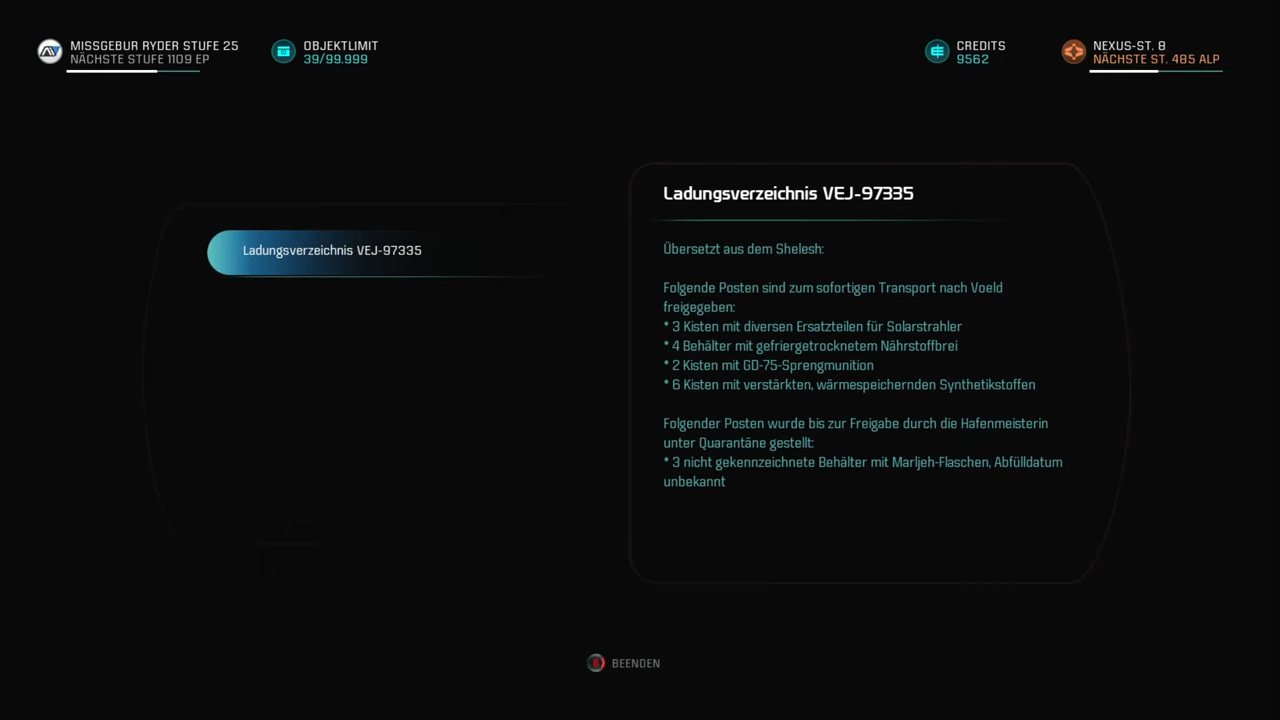 MISSGEBUR RYDER STUFE 25
NÄCHSTE STUFE 1109 EP
OBJEKTLIMIT
39/99.999
CREDITS
9562
NEXUS-ST. 8
NÄCHSTE ST. 485 ALP
Ladungsverzeichnis VEJ-97335
Ladungsverzeichnis VEJ-97335
Übersetzt aus dem Shelesh:
Folgende Posten sind zum sofortigen Transport nach Voeld
freigegeben:
* 3 Kisten mit diversen Ersatzteilen für Solarstrahler
* 4 Behälter mit gefriergetrocknetem Nährstoffbrei
* 2 Kisten mit GD-75-Sprengmunition
* 6 Kisten mit verstärkten, wärmespeichernden Synthetikstoffen
Folgender Posten wurde bis zur Freigabe durch die Hafenmeisterin
unter Quarantäne gestellt:
* 3 nicht gekennzeichnete Behälter mit Marljeh-Flaschen, Abfülldatum
unbekannt
BEENDEN